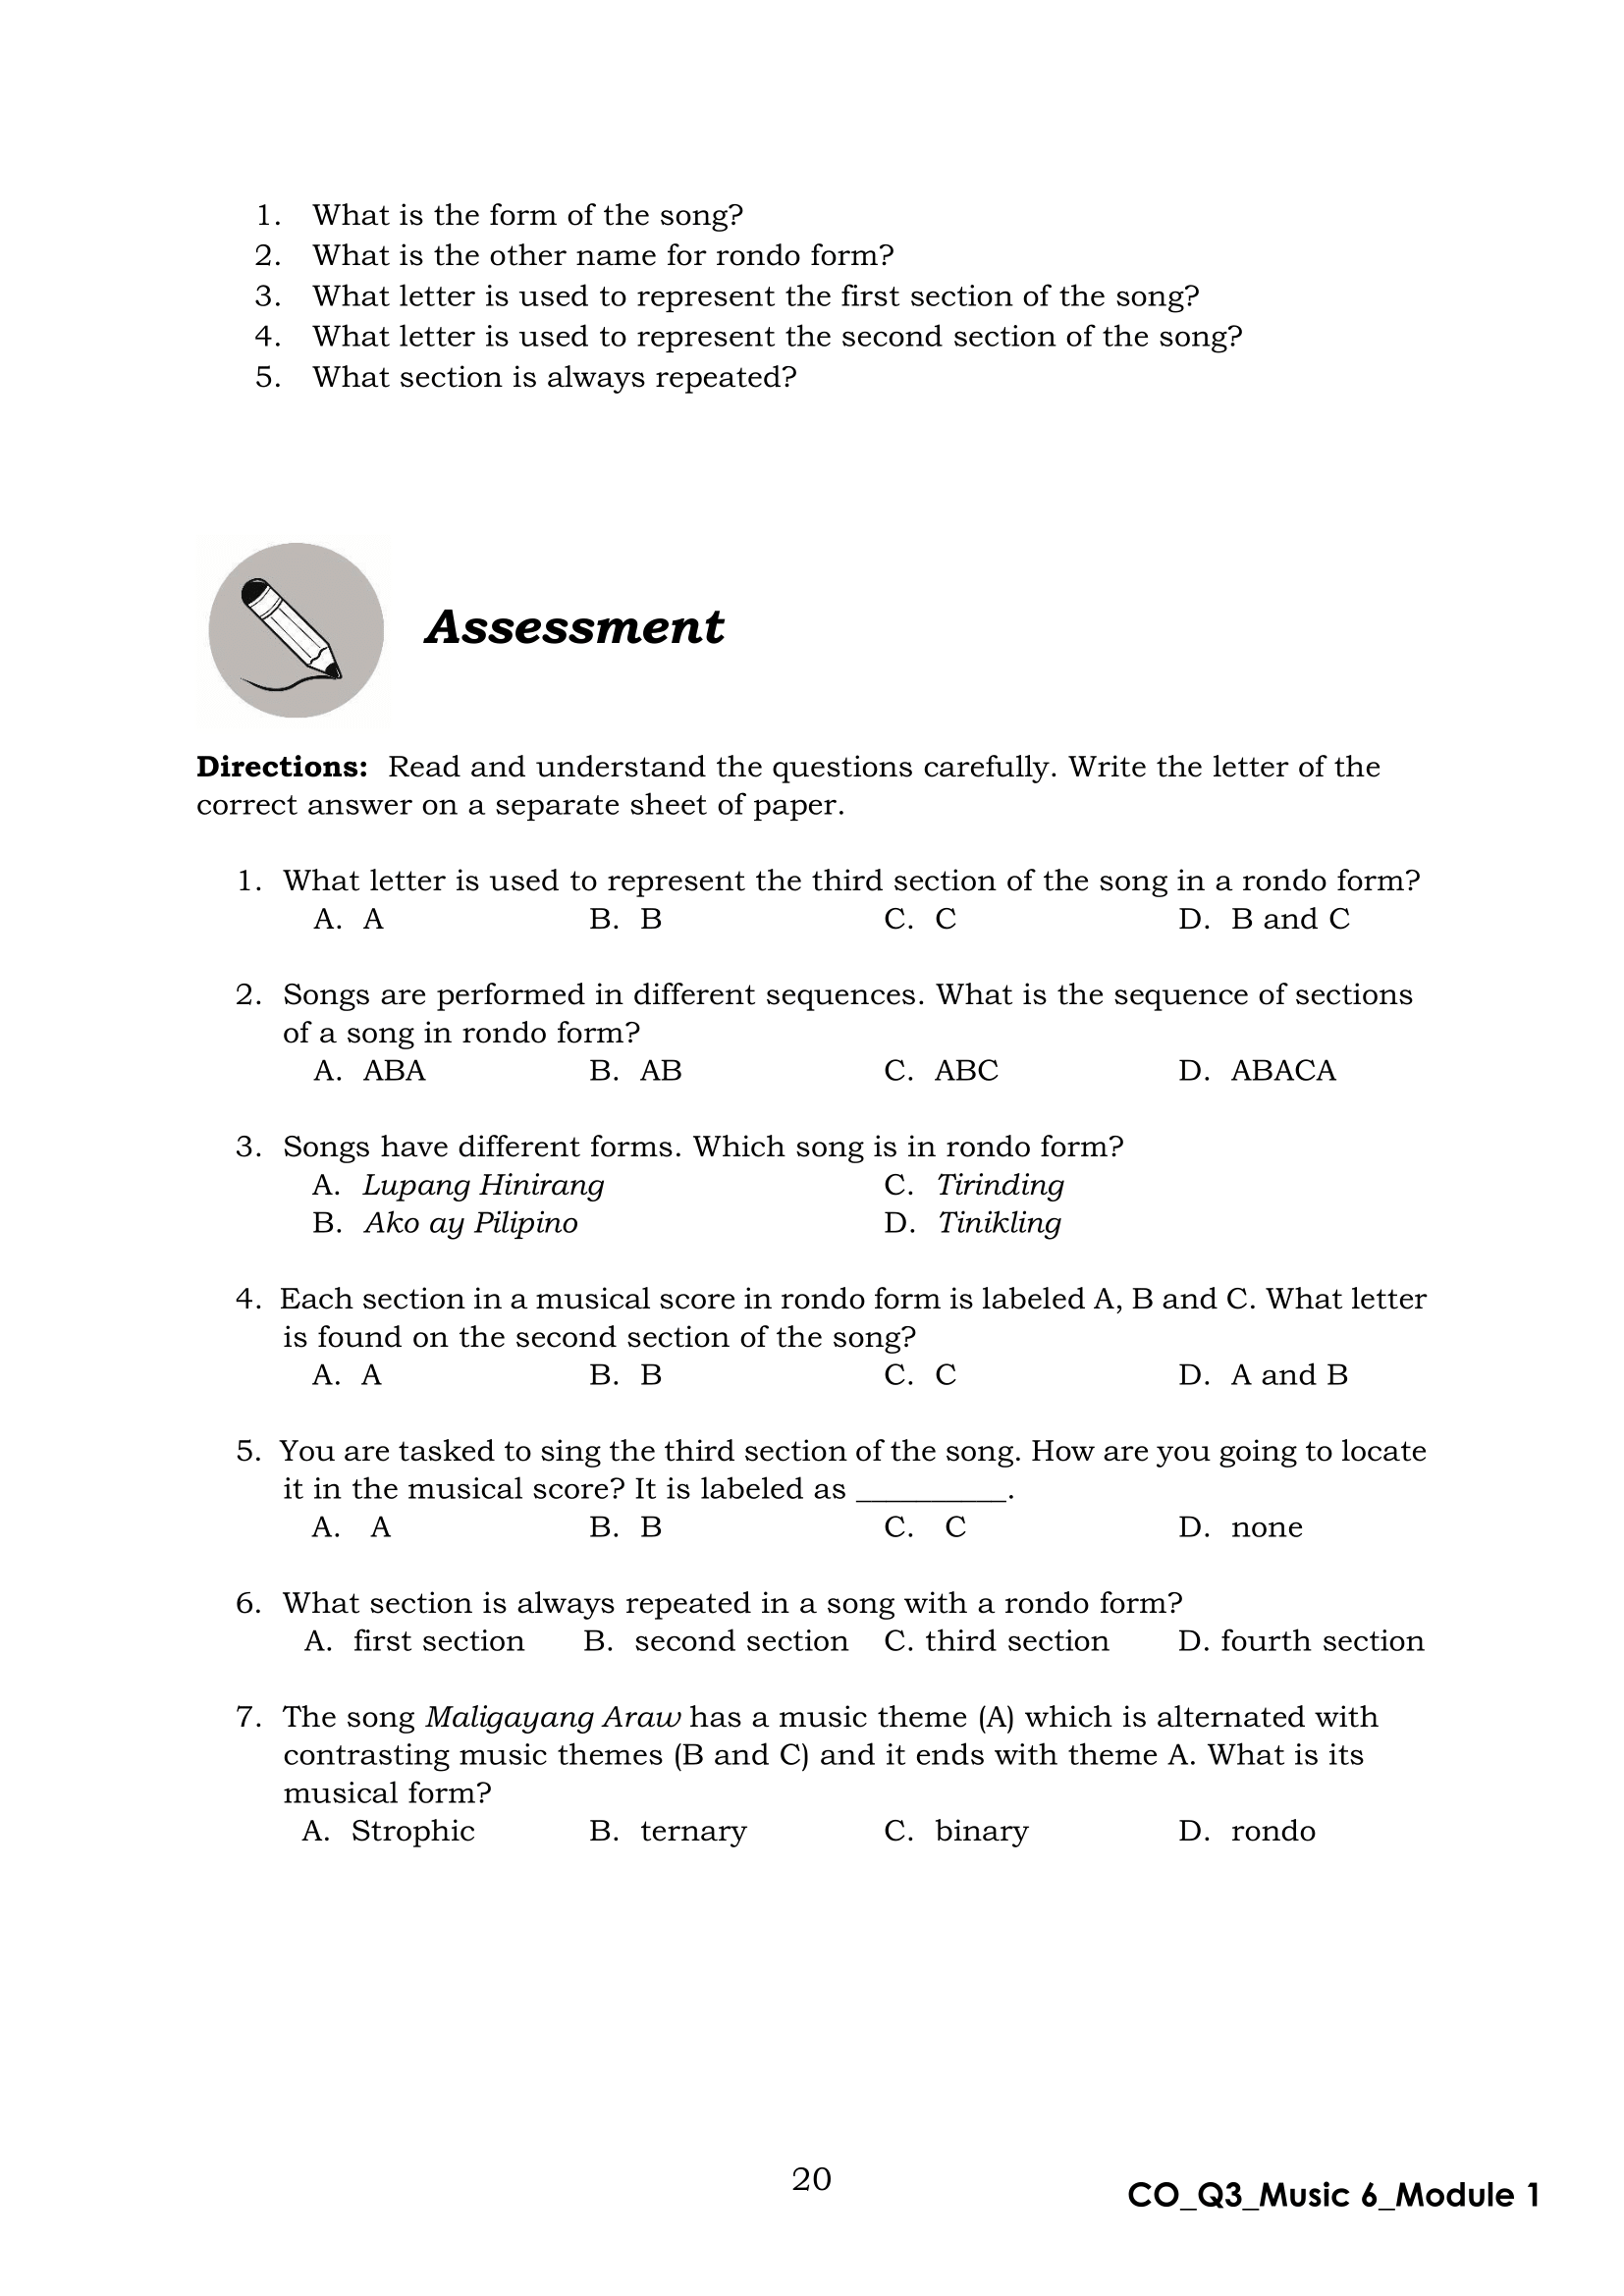 1. What is the form of the song?
2. What is the other name for rondo form?
3. What letter is used to represent the first section of the song?
4. What letter is used to represent the second section of the song?
5. What section is always repeated?
Assessment
Directions: Read and understand the questions carefully. Write the letter of the
correct answer on a separate sheet of paper.
1. What letter is used to represent the third section of the song in a rondo form?
A. A B. B C. C D. B and C
2. Songs are performed in different sequences. What is the sequence of sections
of a song in rondo form?
A. ABA B. AB C. ABC D. ABACA
3. Songs have different forms. Which song is in rondo form?
A. Lupang Hinirang C. Tirinding
B. Ako ay Pilipino D. Tinikling
4. Each section in a musical score in rondo form is labeled A, B and C. What letter
is found on the second section of the song?
A. A B. B C. C D. A and B
5. You are tasked to sing the third section of the song. How are you going to locate
it in the musical score? It is labeled as __________.
A. A B. B C. C D. none
6. What section is always repeated in a song with a rondo form?
A. first section B. second section C. third section D. fourth section
7. The song Maligayang Araw has a music theme (A) which is alternated with
contrasting music themes (B and C) and it ends with theme A. What is its
musical form?
A. Strophic B. ternary C. binary D. rondo
20
CO_Q3_Music 6_Module 1